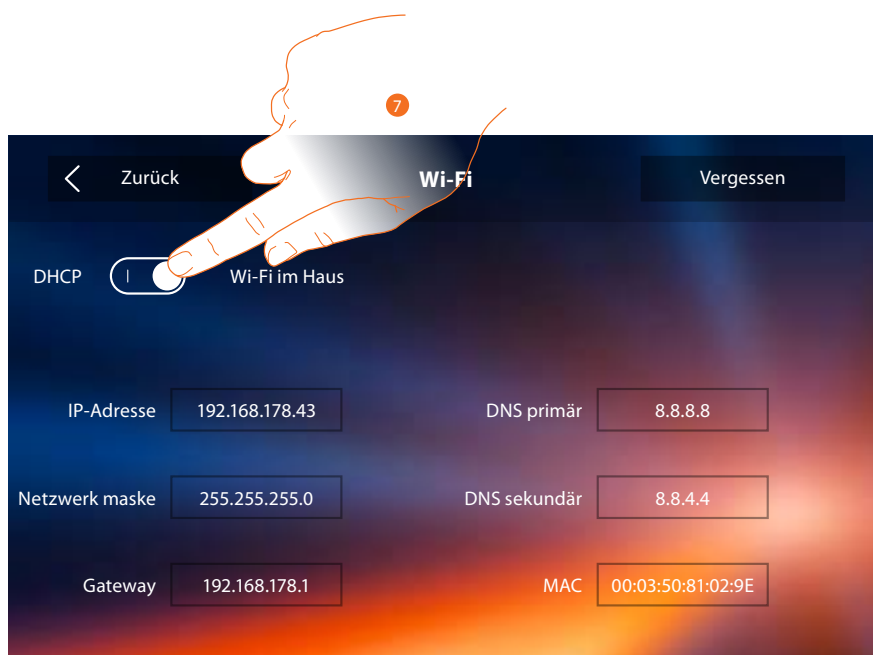 7
Zurück
Wi-Fi
Vergessen
DHCP
Wi-Fi im Haus
IP-Adresse 192.168.178.43
DNS primär 8.8.8.8
Netzwerk maske 255.255.255.0
DNS sekundär 8.8.4.4
Gateway 192.168.178.1
MAC 00:03:50:81:02:9E